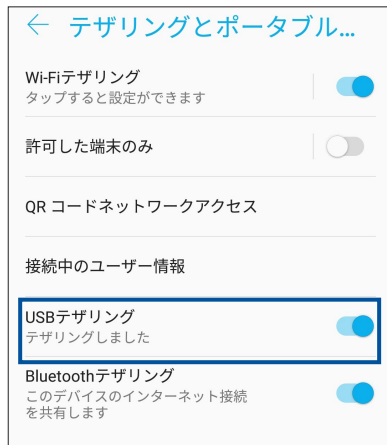 ← テザリングとポータブル...
Wi-Fiテザリング
タップすると設定ができます
許可した端末のみ
QR コードネットワークアクセス
接続中のユーザー情報
USBテザリング
テザリングしました
Bluetoothテザリング
このデバイスのインターネット接続
を共有します